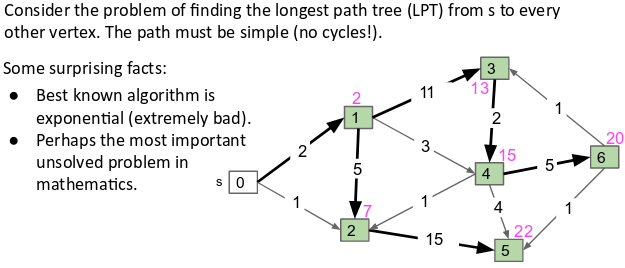 Consider the problem of finding the longest path tree (LPT) from s to every
other vertex. The path must be simple (no cycles!).
Some surprising facts:
● Best known algorithm is
exponential (extremely bad).
● Perhaps the most important
unsolved problem in
mathematics.
3
13
11
2
1
2
1
20
6
3
15
4
5
2
5
s 0
1
7
2
1
4
1
15
22
5